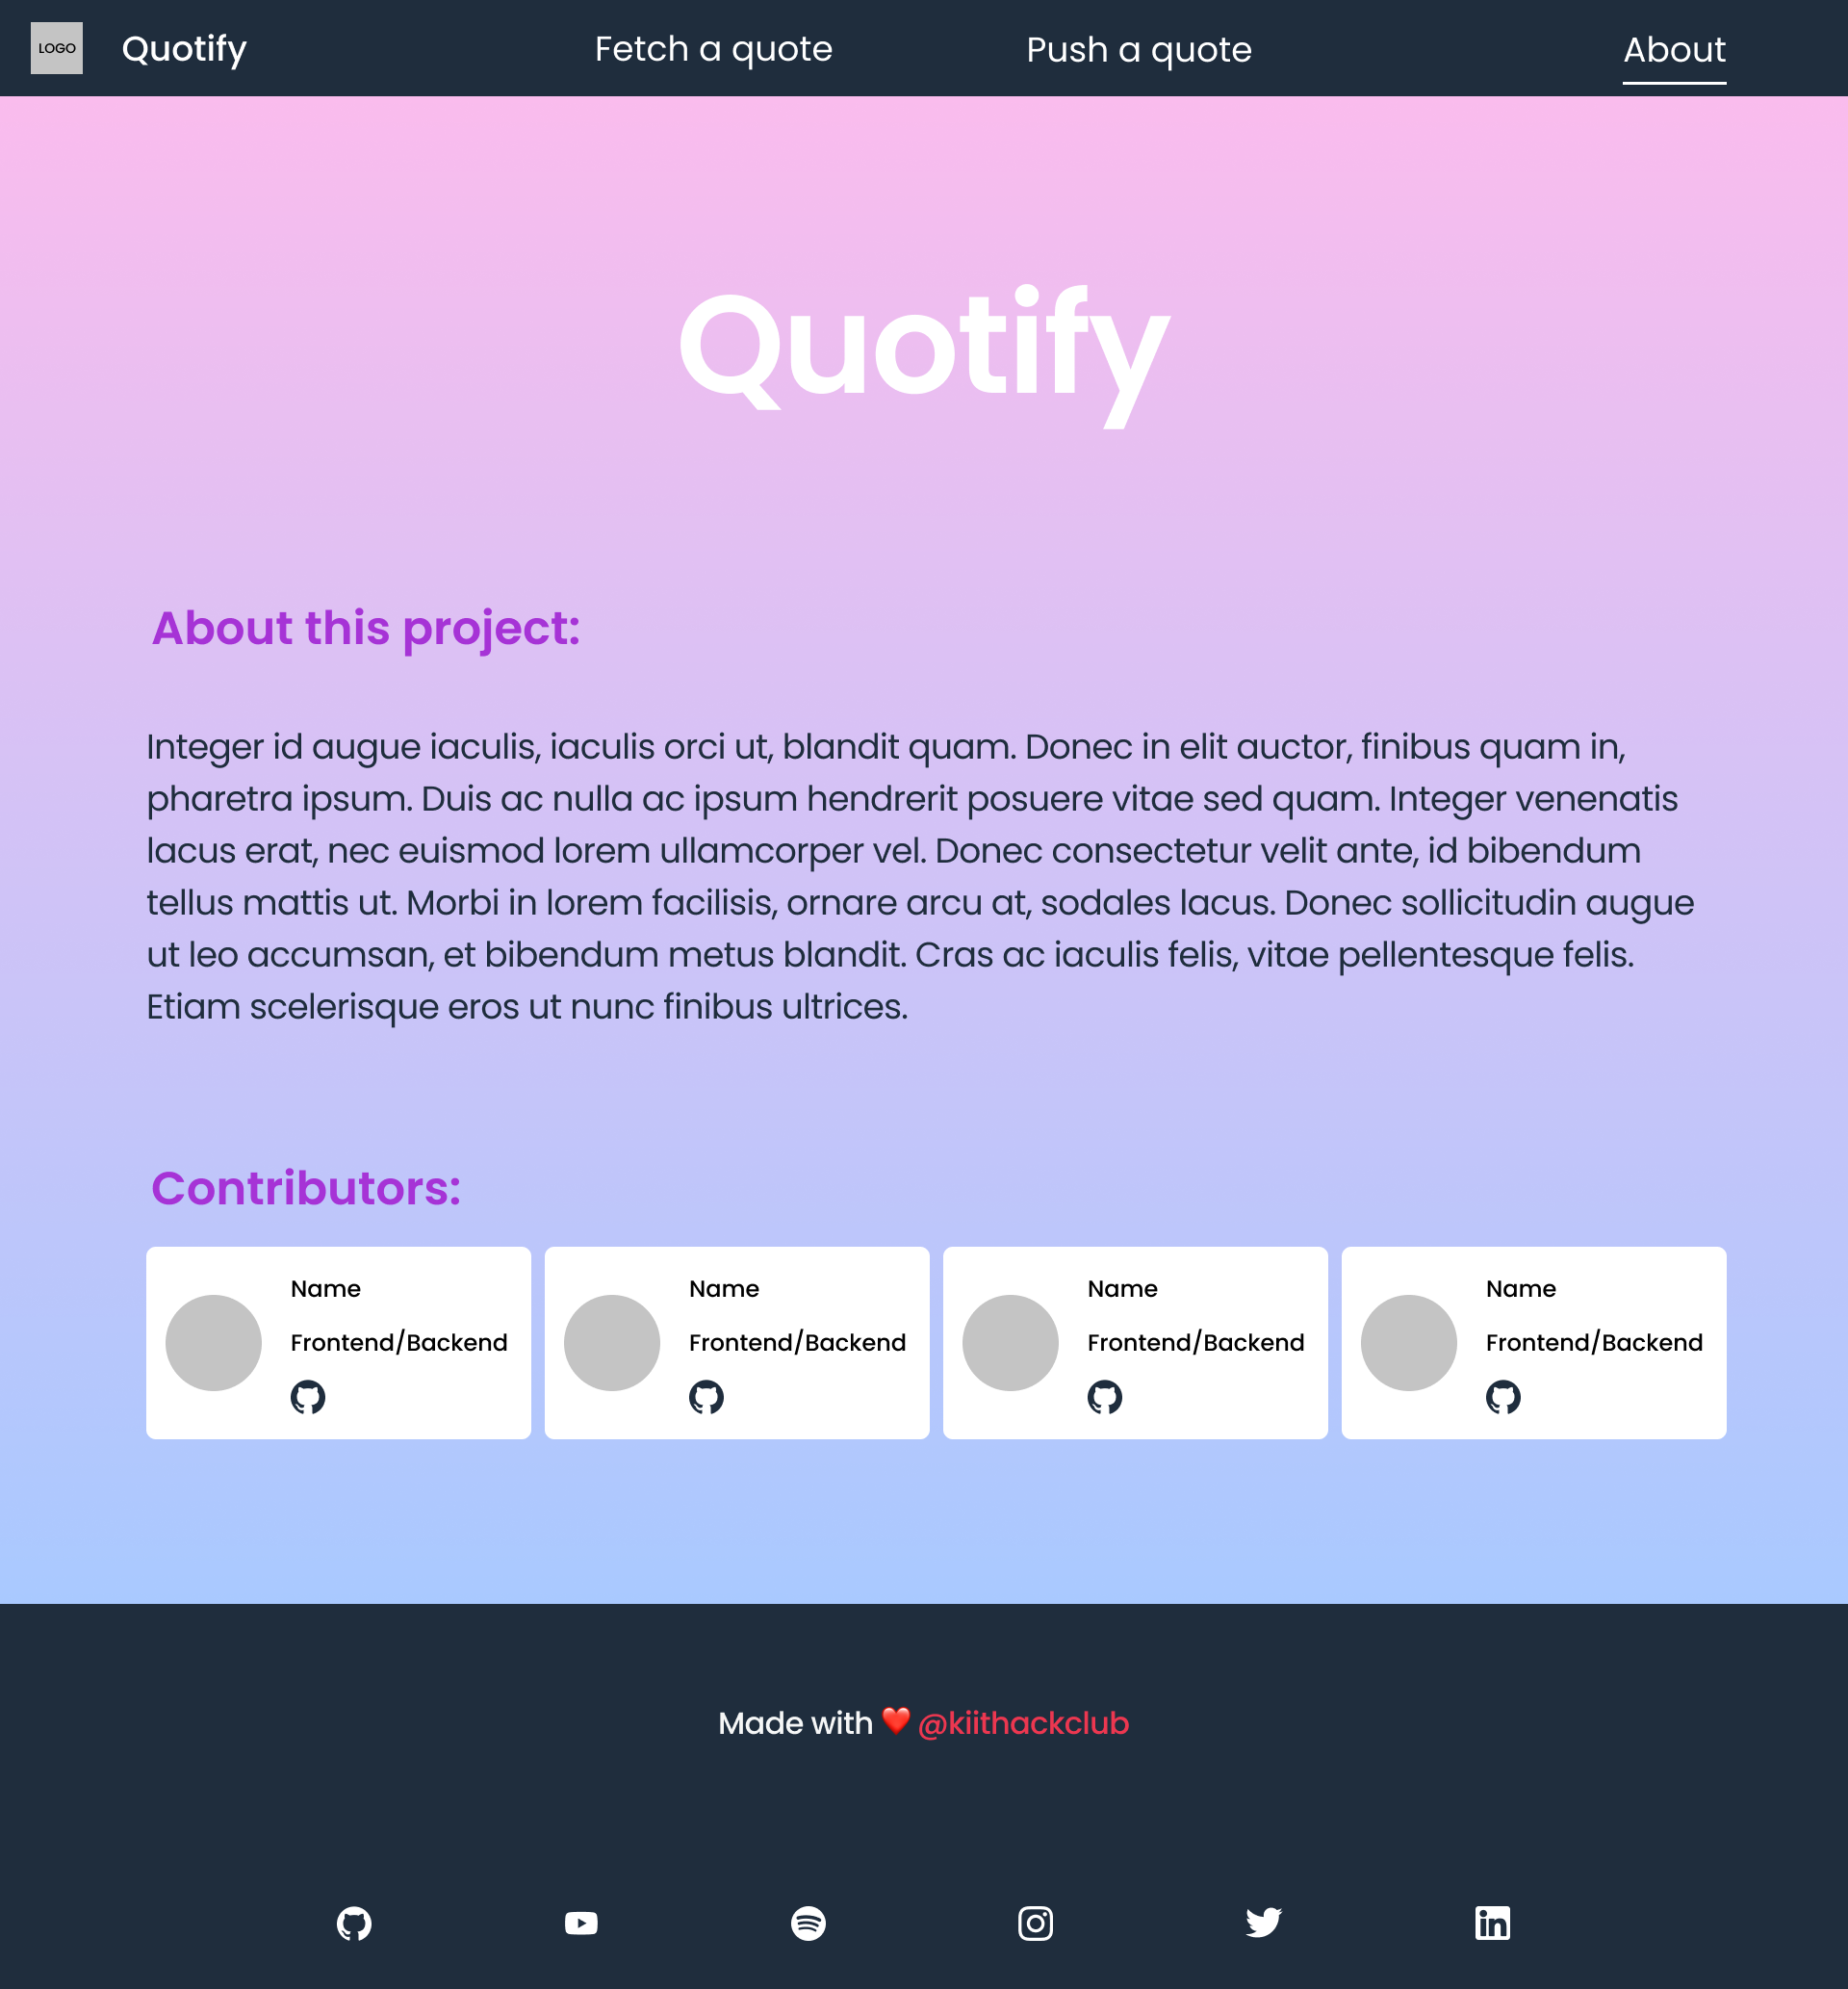 LOGO Quotify Fetch a quote Push a quote About
Quotify
About this project:
Integer id augue iaculis, iaculis orci ut, blandit quam. Donec in elit auctor, finibus quam in,
pharetra ipsum. Duis ac nulla ac ipsum hendrerit posuere vitae sed quam. Integer venenatis
lacus erat, nec euismod lorem ullamcorper vel. Donec consectetur velit ante, id bibendum
tellus mattis ut. Morbi in lorem facilisis, ornare arcu at, sodales lacus. Donec sollicitudin augue
ut leo accumsan, et bibendum metus blandit. Cras ac iaculis felis, vitae pellentesque felis.
Etiam scelerisque eros ut nunc finibus ultrices.
Contributors:
Name
Frontend/Backend
Name
Frontend/Backend
Name
Frontend/Backend
Name
Frontend/Backend
Made with ❤️ @kiithackclub